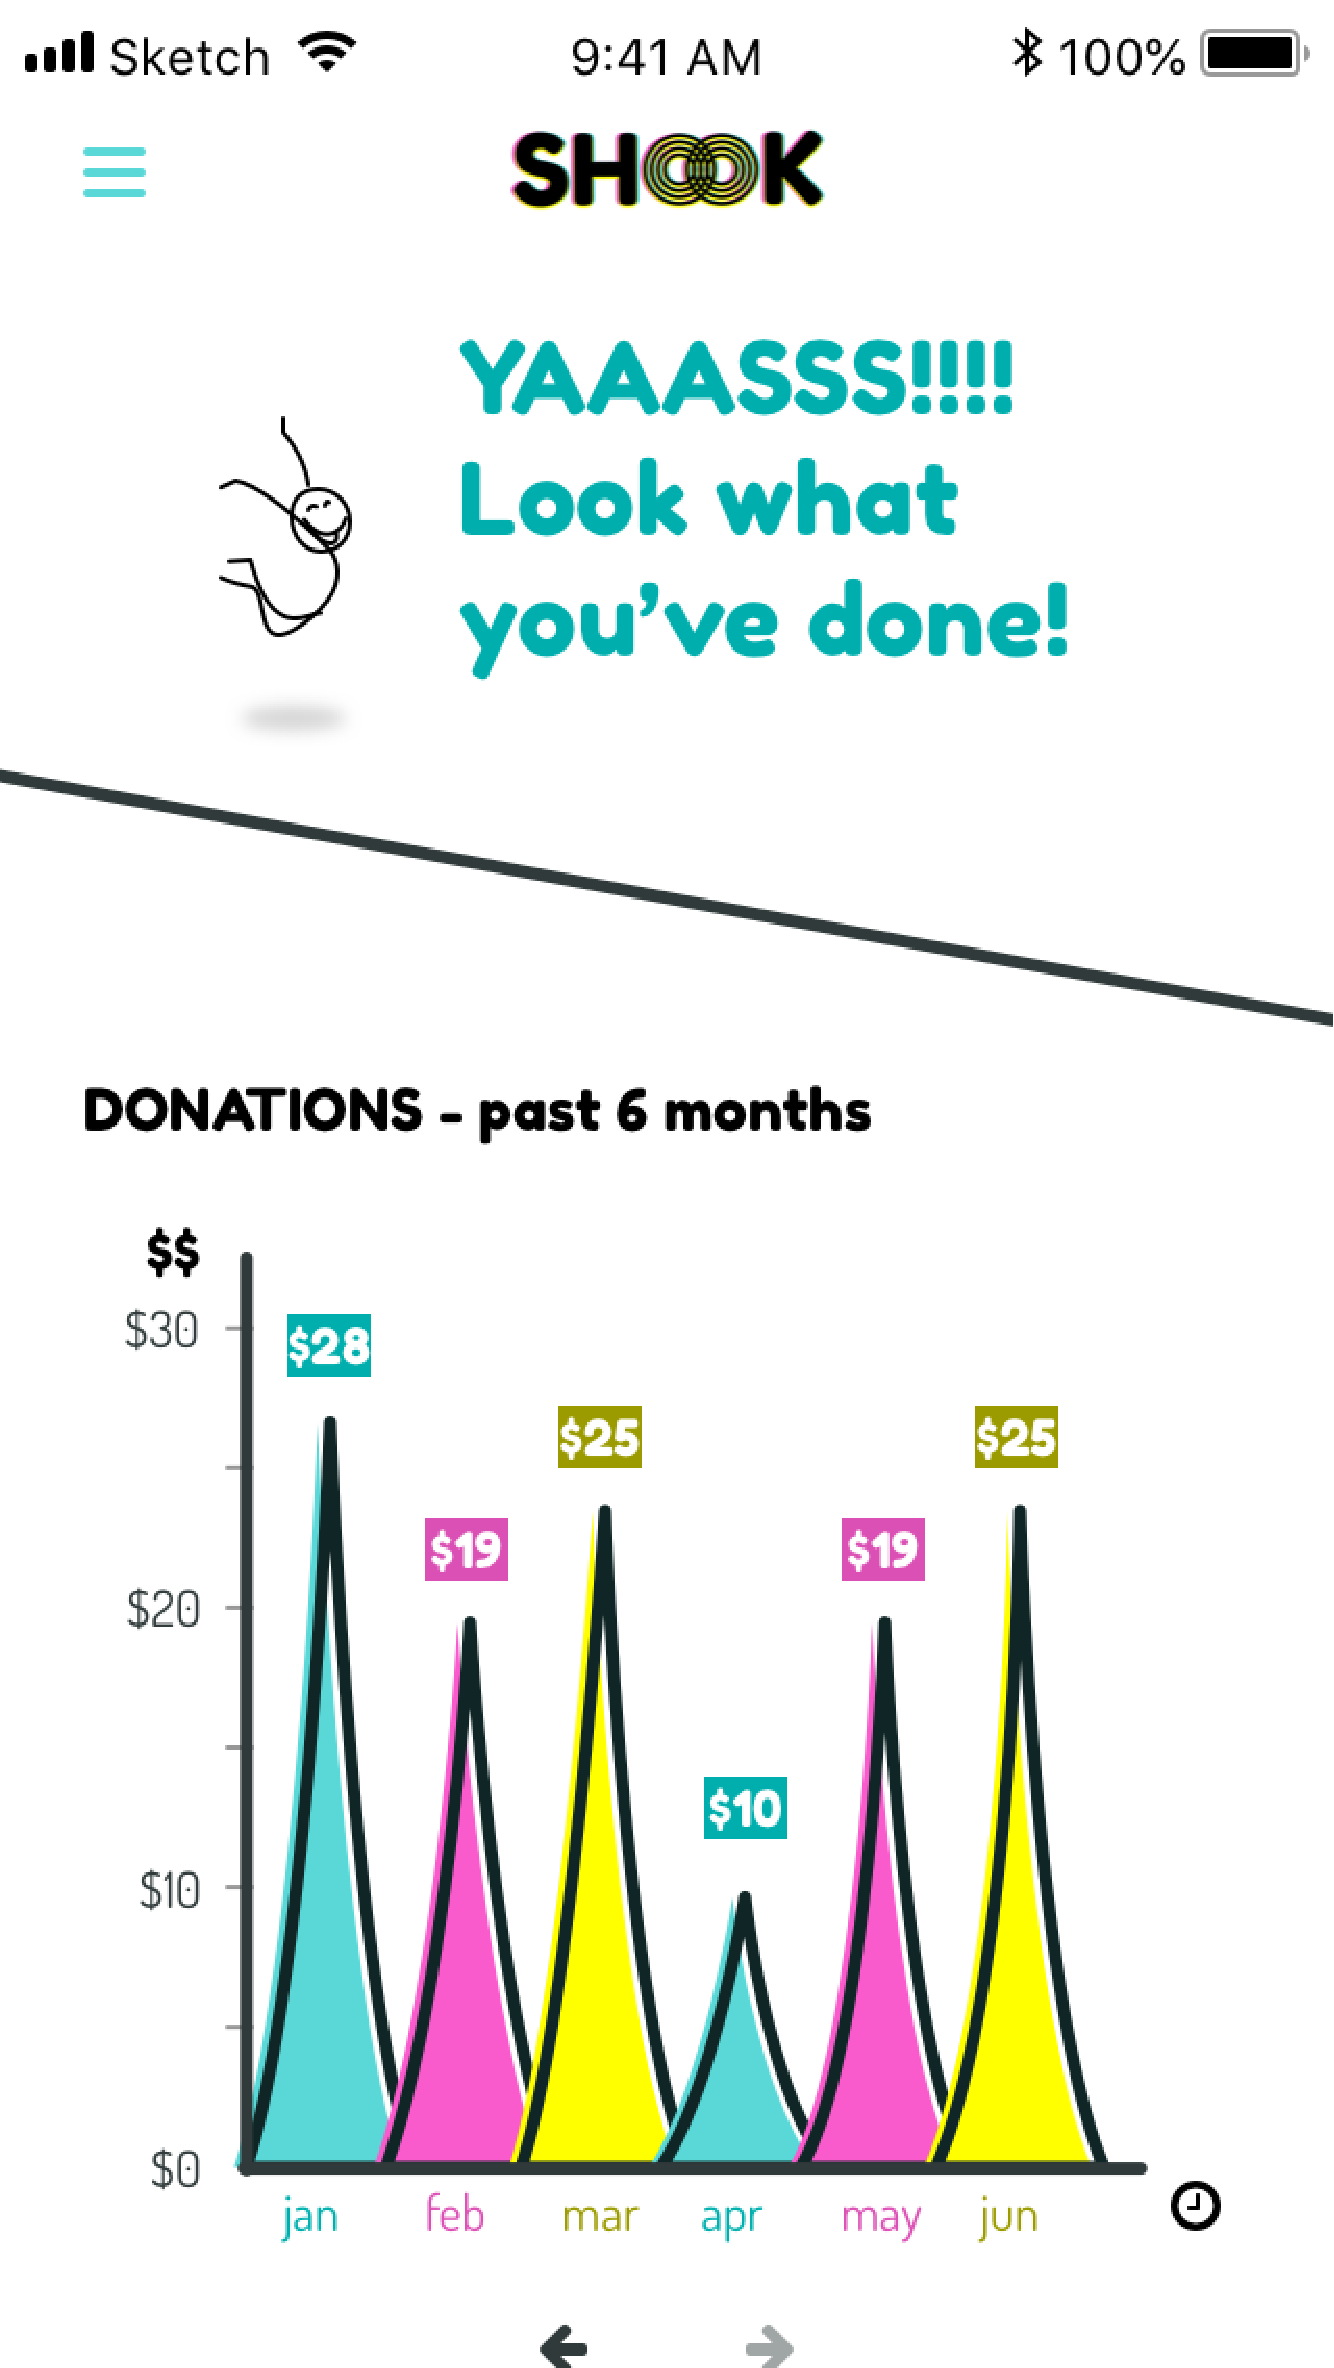 Sketch 9:41 AM 100%
SHOOK
YAAASSS!!!!
Look what
you’ve done!
DONATIONS - past 6 months
$$
$30
$28
$25 $25
$19 $19
$20
$10
$10
$0
jan feb mar apr may jun